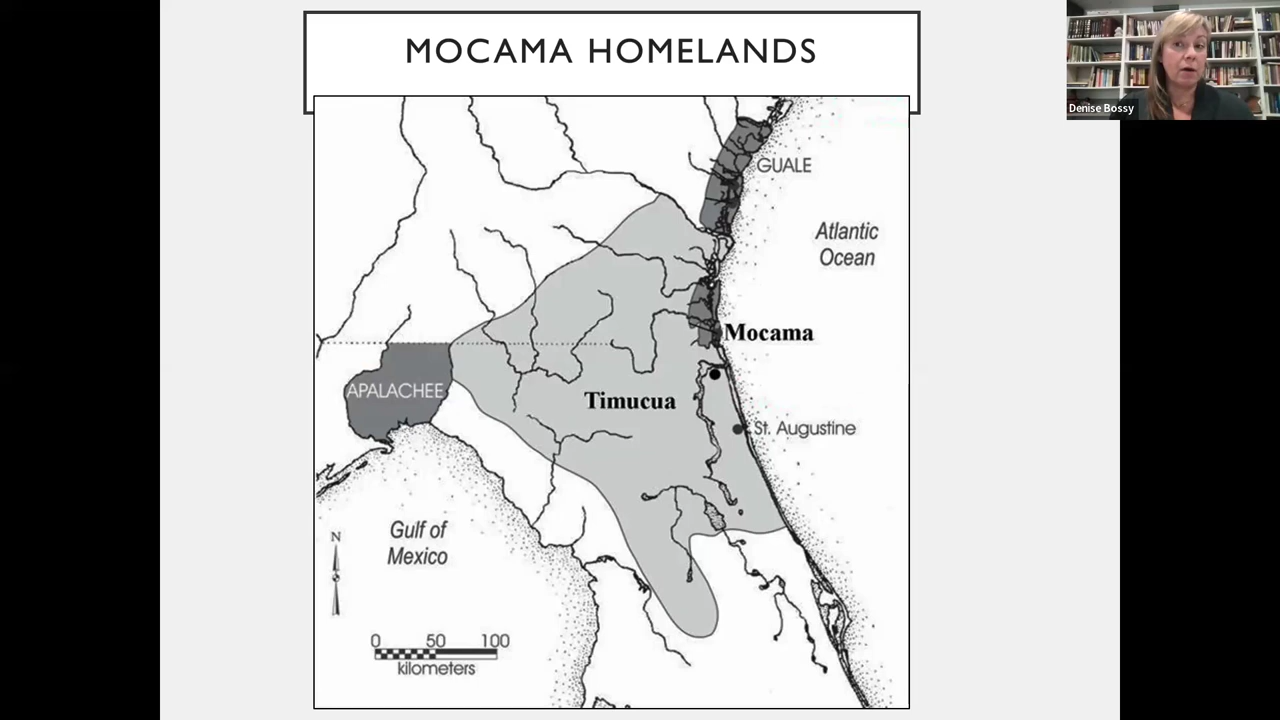 MOCAMA HOMELANDS
Denise Bossy
GUALE
Atlantic
Ocean
Mocama
APALACHEE
Timucua
St. Augustine
Gulf of
Mexico
N
0 50 100
kilometers